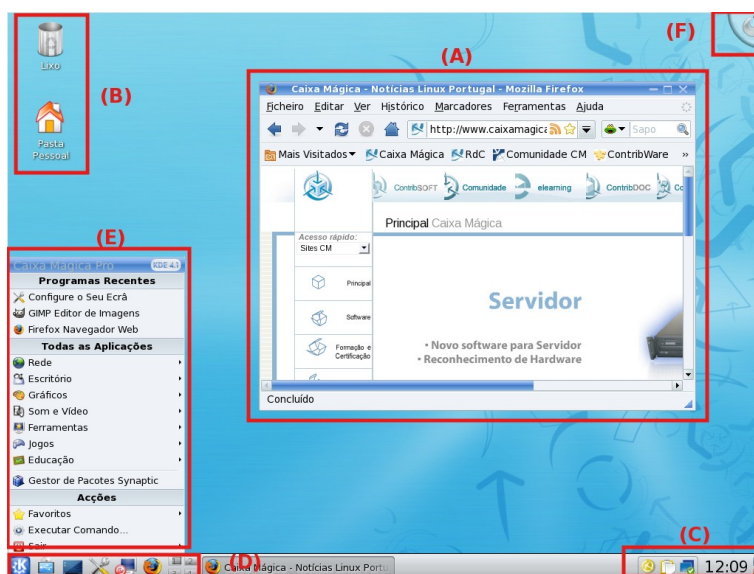 (F)
(A)
Lixo
(B)
Pasta
Pessoal
Caixa Mágica - Notícias Linux Portugal - Mozilla Firefox
Ficheiro Editar Ver Histórico Marcadores Ferramentas Ajuda
http://www.caixamagica Sapo
Mais Visitados Caixa Mágica RdC Comunidade CM ContribWare »
ContribSOFT Comunidade elearning ContribDOC Co
Principal Caixa Mágica
Acesso rápido:
Sites CM
Principal
Software
Formação e
Certificação
Servidor
• Novo software para Servidor
• Reconhecimento de Hardware
Concluído
(E)
Caixa Mágica Pro KDE 4.1
Programas Recentes
Configure o Seu Ecrã
GIMP Editor de Imagens
Firefox Navegador Web
Todas as Aplicações
Rede
Escritório
Gráficos
Som e Vídeo
Ferramentas
Jogos
Educação
Gestor de Pacotes Synaptic
Acções
Favoritos
Executar Comando...
Sair
(D)
Caixa Mágica - Notícias Linux Portu
(C)
12:09